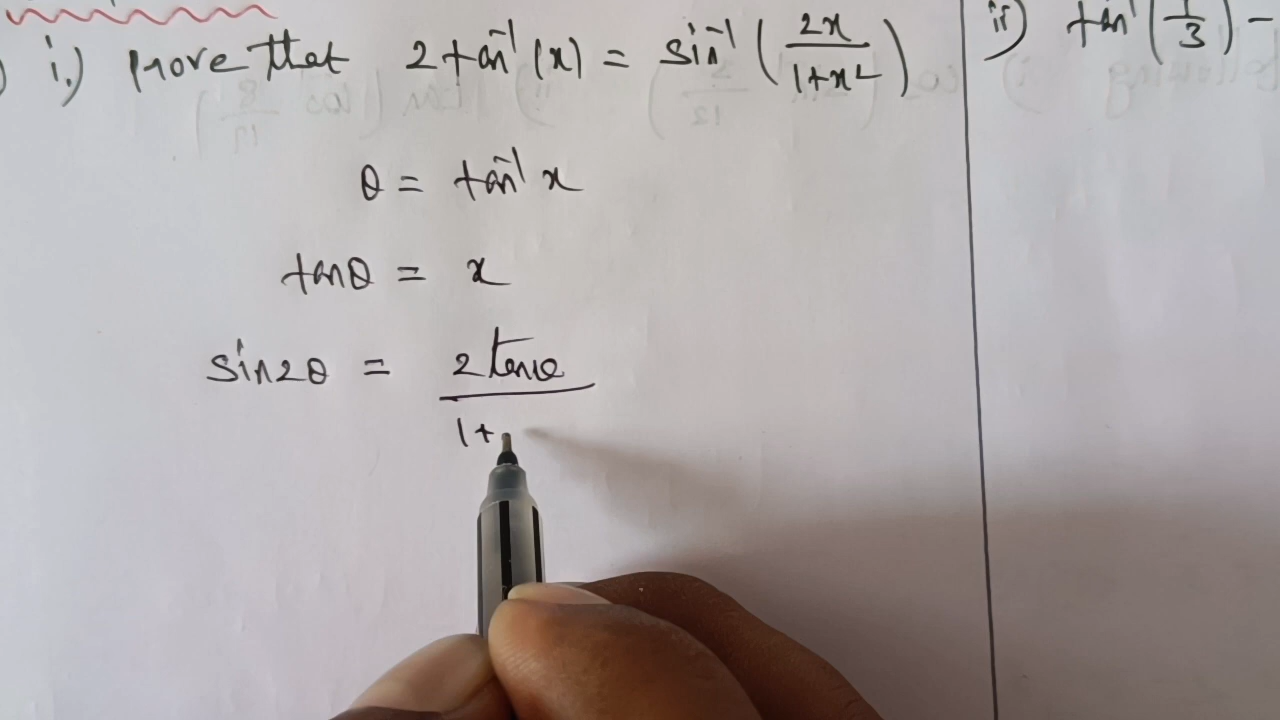 i.) Prove that 2 tan⁻¹(x) = sin⁻¹(2x/1+x²)
θ = tan⁻¹ x
tanθ = x
sin2θ = 2tanθ/1+
ii) tan⁻¹(1/3) -